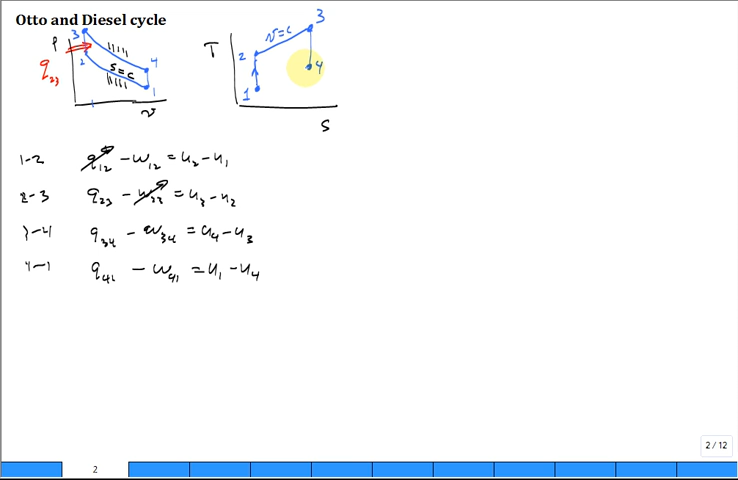 Otto and Diesel cycle
P
3
2
4
1
s=c
v
q23
T
2
v=c
3
4
1
s
1-2 q12 - w12 = u2 - u1
2-3 q23 - w23 = u3 - u2
3-4 q34 - w34 = u4 - u3
4-1 q41 - w41 = u1 - u4
2 / 12
2